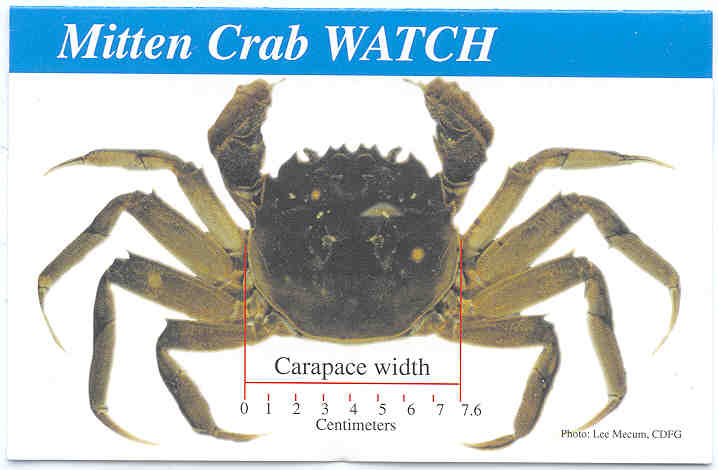 Mitten Crab WATCH
Carapace width
0 1 2 3 4 5 6 7 7.6
Centimeters
Photo: Lee Mecum, CDFG